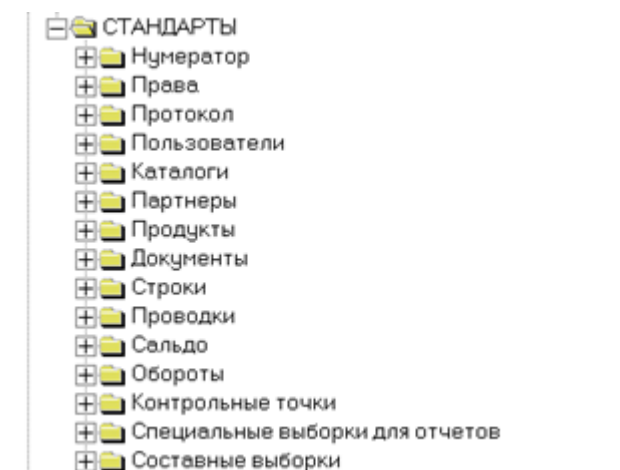 СТАНДАРТЫ
Нумератор
Права
Протокол
Пользователи
Каталоги
Партнеры
Продукты
Документы
Строки
Проводки
Сальдо
Обороты
Контрольные точки
Специальные выборки для отчетов
Составные выборки